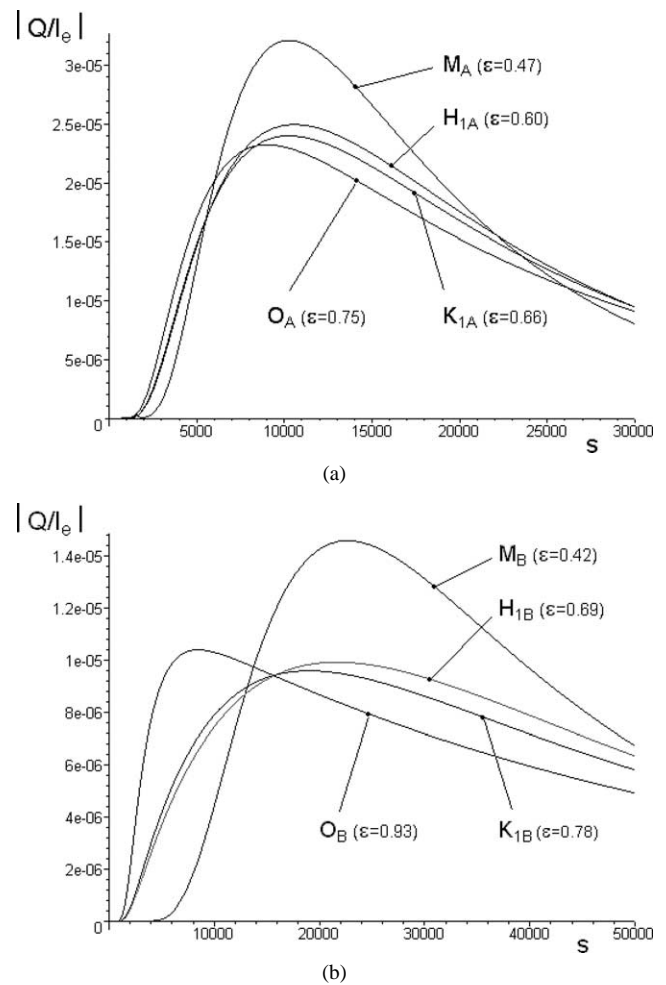 |Q/Iₑ|
3e-05
2.5e-05
2e-05
1.5e-05
1e-05
5e-06
0
5000 10000 15000 20000 25000 30000
S
M_A (ε=0.47)
H_1A (ε=0.60)
O_A (ε=0.75)
K_1A (ε=0.66)
(a)
|Q/Iₑ|
1.4e-05
1.2e-05
1e-05
8e-06
6e-06
4e-06
2e-06
0
10000 20000 30000 40000 50000
S
M_B (ε=0.42)
H_1B (ε=0.69)
O_B (ε=0.93)
K_1B (ε=0.78)
(b)